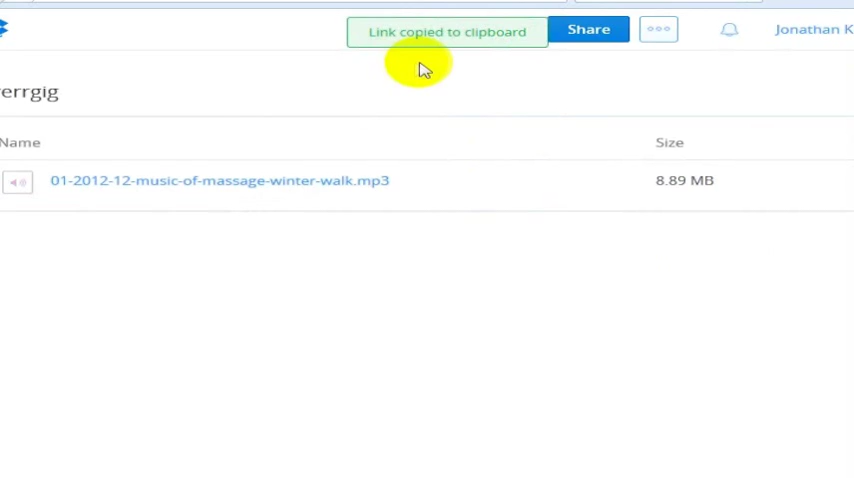 Link copied to clipboard
Share
Jonathan K
errgig
Name
Size
01-2012-12-music-of-massage-winter-walk.mp3
8.89 MB